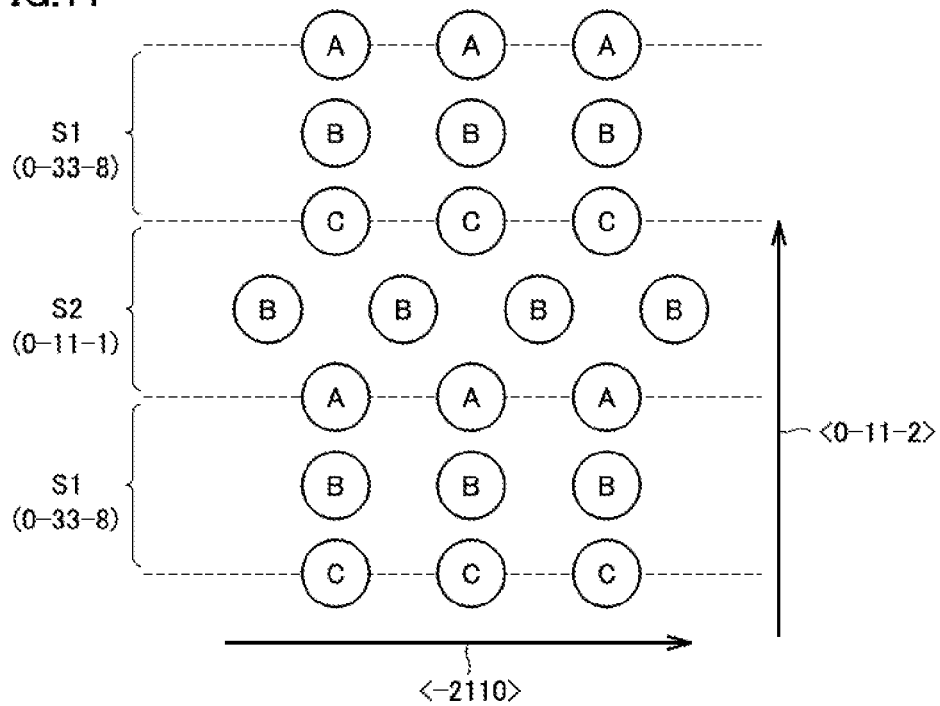 A A A
S1
(0-33-8)
B B B
C C C
S2
(0-11-1)
B B B B
A A A
<0-11-2>
S1
(0-33-8)
B B B
C C C
<-2110>